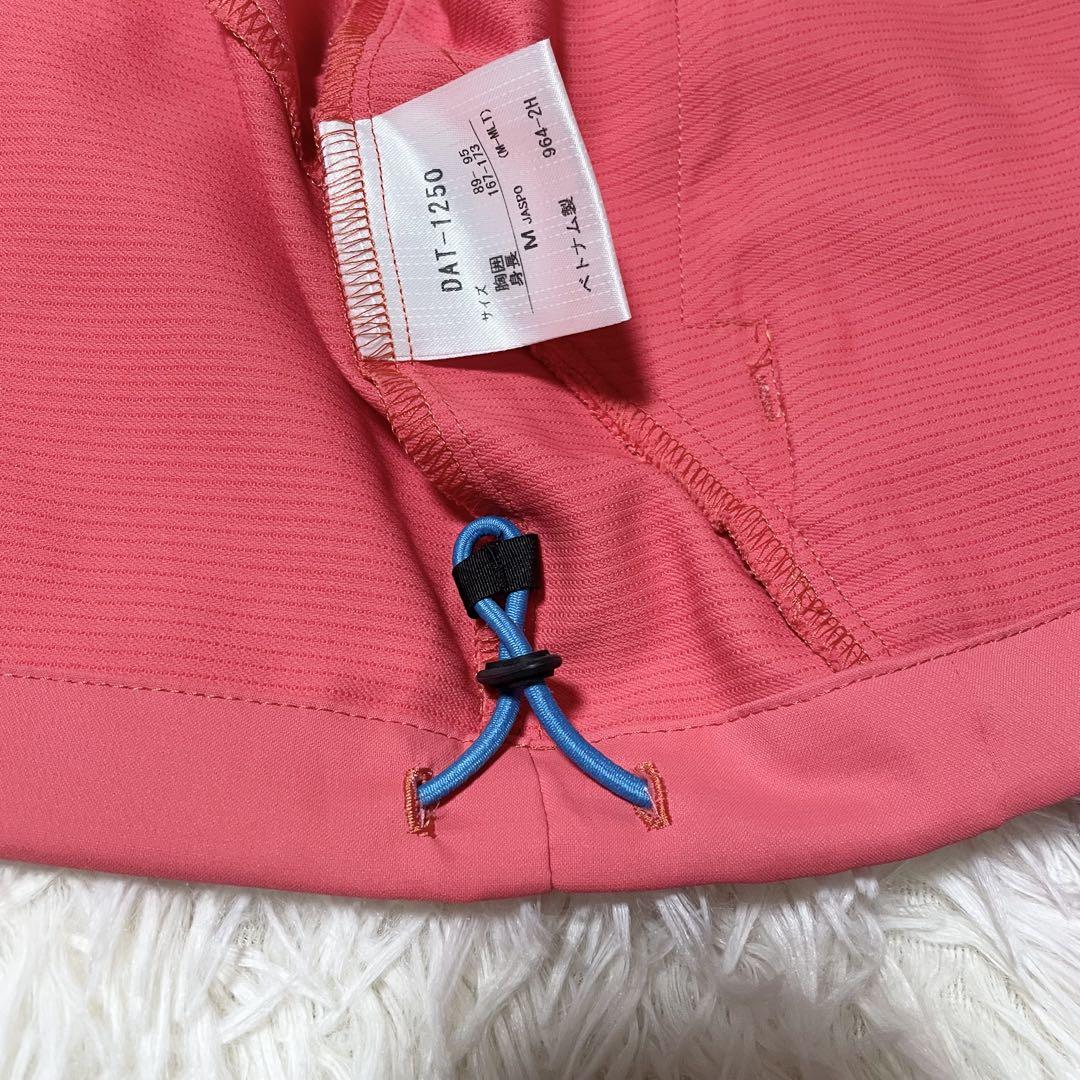 DAT-1250
サイズ
胸囲 89- 95
身長 167-173
M JASPO (M-MLT)
ベトナム製 964-2H